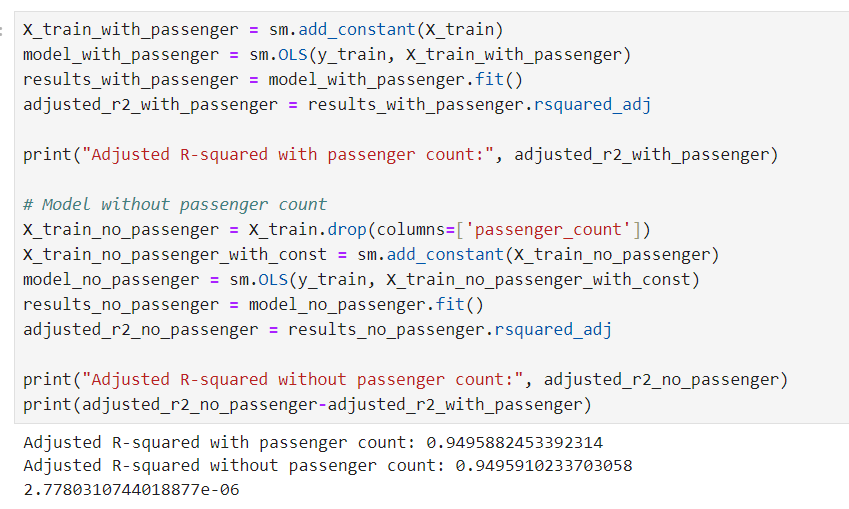 X_train_with_passenger = sm.add_constant(X_train)
model_with_passenger = sm.OLS(y_train, X_train_with_passenger)
results_with_passenger = model_with_passenger.fit()
adjusted_r2_with_passenger = results_with_passenger.rsquared_adj
print("Adjusted R-squared with passenger count:", adjusted_r2_with_passenger)
# Model without passenger count
X_train_no_passenger = X_train.drop(columns=['passenger_count'])
X_train_no_passenger_with_const = sm.add_constant(X_train_no_passenger)
model_no_passenger = sm.OLS(y_train, X_train_no_passenger_with_const)
results_no_passenger = model_no_passenger.fit()
adjusted_r2_no_passenger = results_no_passenger.rsquared_adj
print("Adjusted R-squared without passenger count:", adjusted_r2_no_passenger)
print(adjusted_r2_no_passenger-adjusted_r2_with_passenger)
Adjusted R-squared with passenger count: 0.9495882453392314
Adjusted R-squared without passenger count: 0.9495910233703058
2.7780310744018877e-06